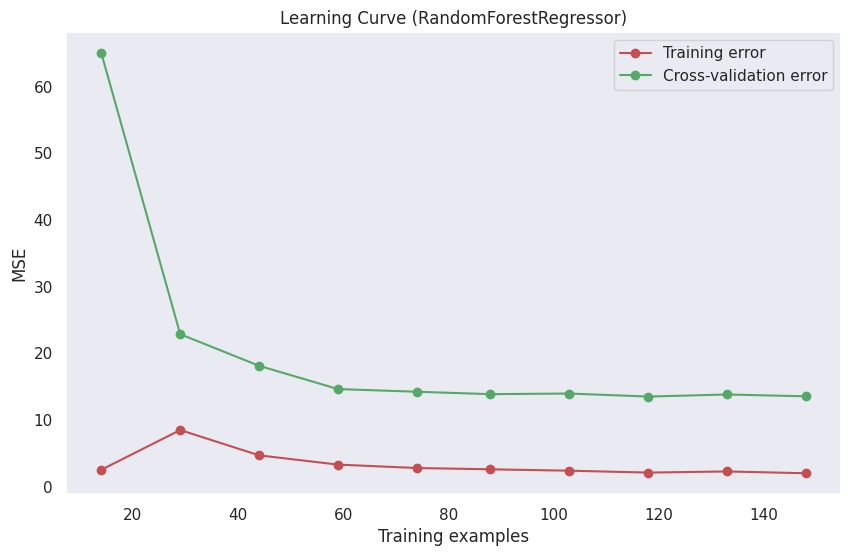 Learning Curve (RandomForestRegressor)
Training error
Cross-validation error
60
50
40
30
20
10
0
MSE
20 40 60 80 100 120 140
Training examples